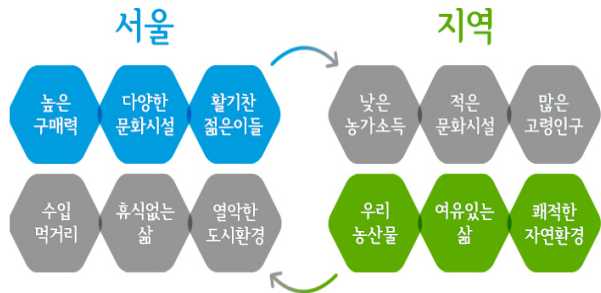 서울
높은
구매력
다양한
문화시설
활기찬
젊은이들
수입
먹거리
휴식없는
삶
열악한
도시환경
지역
낮은
농가소득
적은
문화시설
많은
고령인구
우리
농산물
여유있는
삶
쾌적한
자연환경